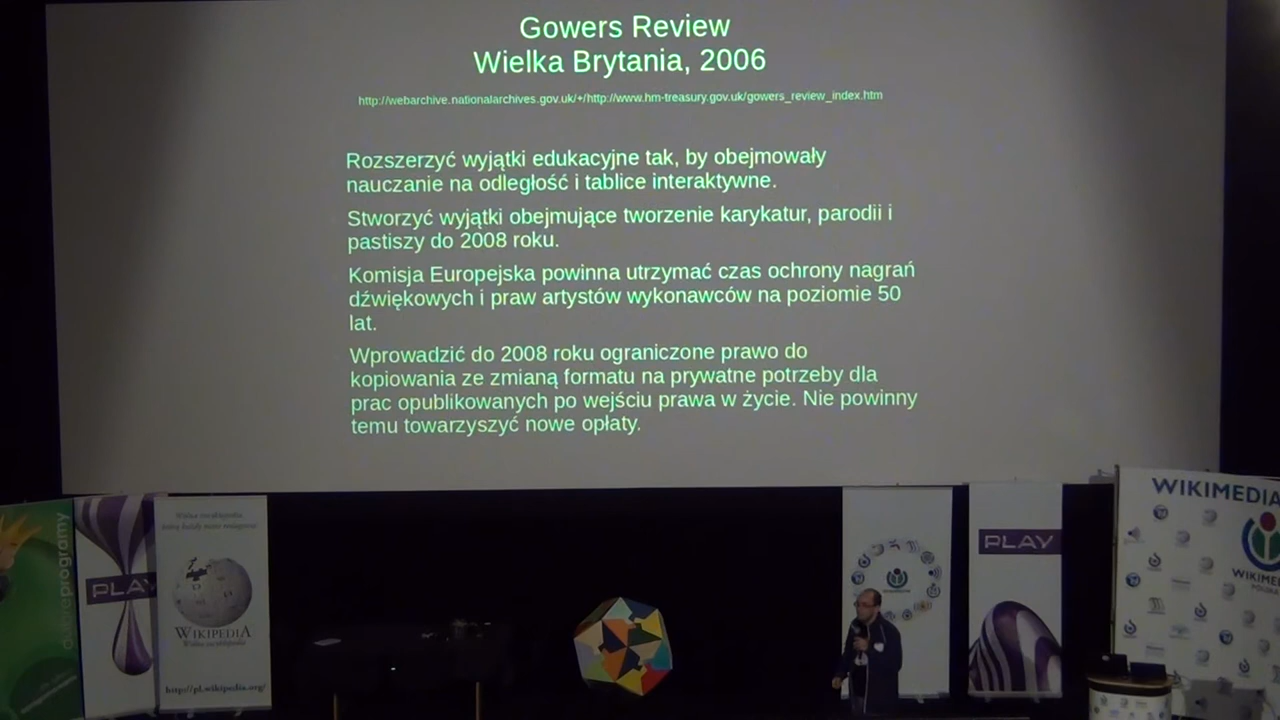 Gowers Review
Wielka Brytania, 2006
http://webarchive.nationalarchives.gov.uk/+/http://www.hm-treasury.gov.uk/gowers_review_index.htm
Rozszerzyć wyjątki edukacyjne tak, by obejmowały
nauczanie na odległość i tablice interaktywne.
Stworzyć wyjątki obejmujące tworzenie karykatur, parodii i
pastiszy do 2008 roku.
Komisja Europejska powinna utrzymać czas ochrony nagrań
dźwiękowych i praw artystów wykonawców na poziomie 50
lat.
Wprowadzić do 2008 roku ograniczone prawo do
kopiowania ze zmianą formatu na prywatne potrzeby dla
prac opublikowanych po wejściu prawa w życie. Nie powinny
temu towarzyszyć nowe opłaty.
dobreprogramy
PLAY
WIKIPEDIA
Wolna encyklopedia
http://pl.wikipedia.org/
PLAY
WIKIMEDIA
WIKIMEDIA